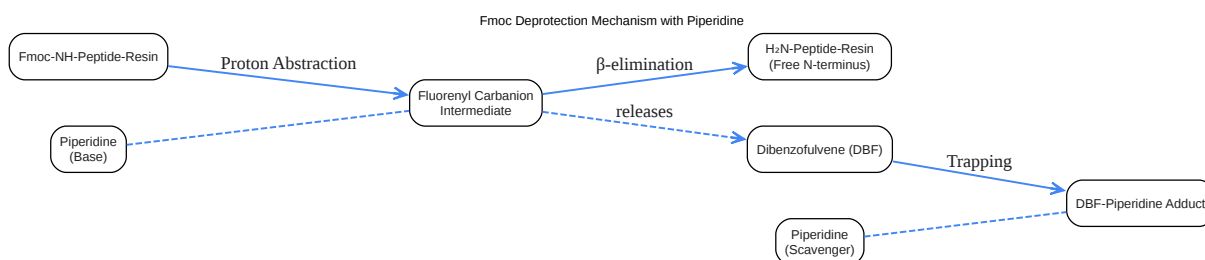 Fmoc Deprotection Mechanism with Piperidine
Fmoc-NH-Peptide-Resin
Proton Abstraction
Piperidine
(Base)
Fluorenyl Carbanion
Intermediate
β-elimination
H₂N-Peptide-Resin
(Free N-terminus)
releases
Dibenzofulvene (DBF)
Trapping
Piperidine
(Scavenger)
DBF-Piperidine Adduct